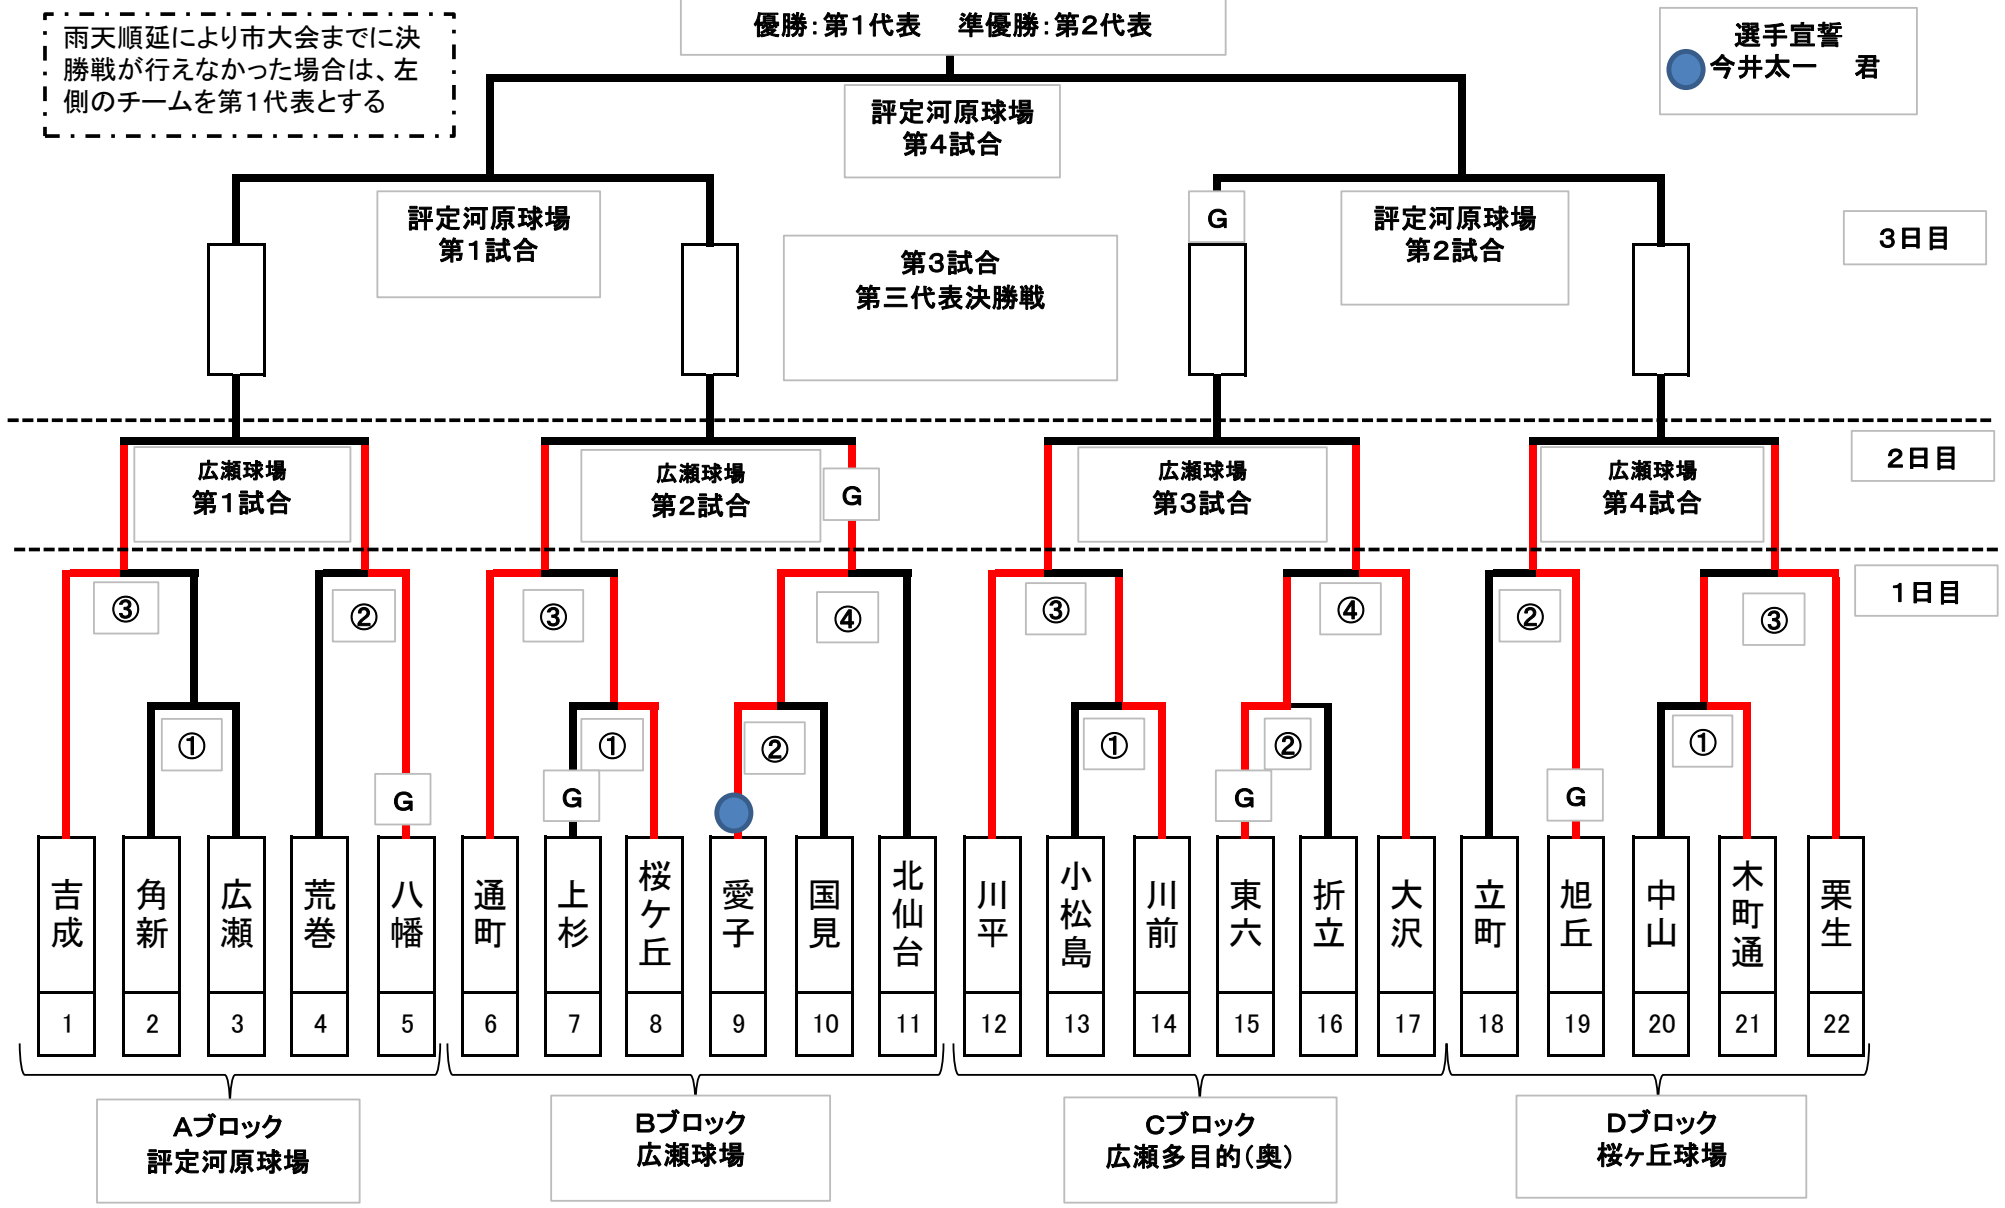 優勝：第１代表　準優勝：第２代表
雨天順延により市大会までに決
勝戦が行えなかった場合は、左
側のチームを第１代表とする
選手宣誓
今井太一　君
評定河原球場
第４試合
評定河原球場
第１試合
G
評定河原球場
第２試合
３日目
第３試合
第三代表決勝戦
広瀬球場
第１試合
広瀬球場
第２試合
G
広瀬球場
第３試合
広瀬球場
第４試合
２日目
１日目
③
②
③
④
③
④
②
③
①
①
②
①
②
①
G
G
G
G
吉成
角新
広瀬
荒巻
八幡
通町
上杉
桜ケ丘
愛子
国見
北仙台
川平
小松島
川前
東六
折立
大沢
立町
旭丘
中山
木町通
栗生
1
2
3
4
5
6
7
8
9
10
11
12
13
14
15
16
17
18
19
20
21
22
Aブロック
評定河原球場
Bブロック
広瀬球場
Cブロック
広瀬多目的（奥）
Dブロック
桜ヶ丘球場